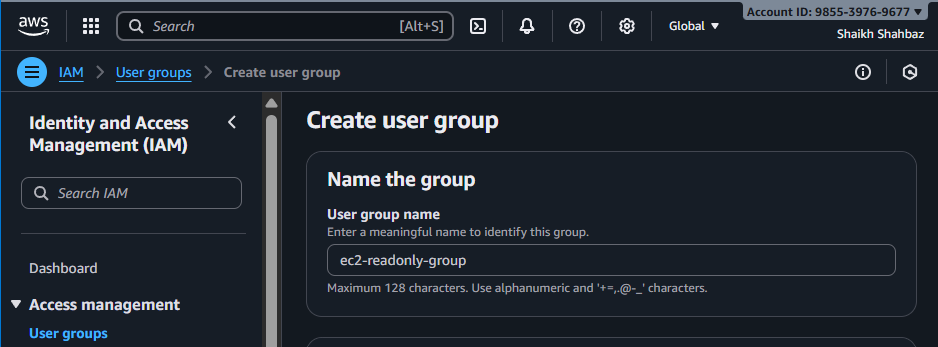 aws
Search [Alt+S] Global Account ID: 9855-3976-9677
Shaikh Shahbaz
IAM User groups Create user group
Identity and Access
Management (IAM)
Search IAM
Dashboard
Access management
User groups
Create user group
Name the group
User group name
Enter a meaningful name to identify this group.
ec2-readonly-group
Maximum 128 characters. Use alphanumeric and '+=,.@-_' characters.